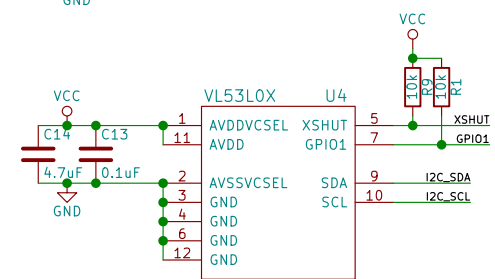 GND
VCC
VL53L0X U4
10k R9 10k R1
VCC
C14 C13
4.7uF 0.1uF
GND
1 AVDDVCSEL XSHUT 5 XSHUT
11 AVDD GPIO1 7 GPIO1
2 AVSSVCSEL SDA 9 I2C_SDA
3 GND SCL 10 I2C_SCL
4 GND
6 GND
12 GND